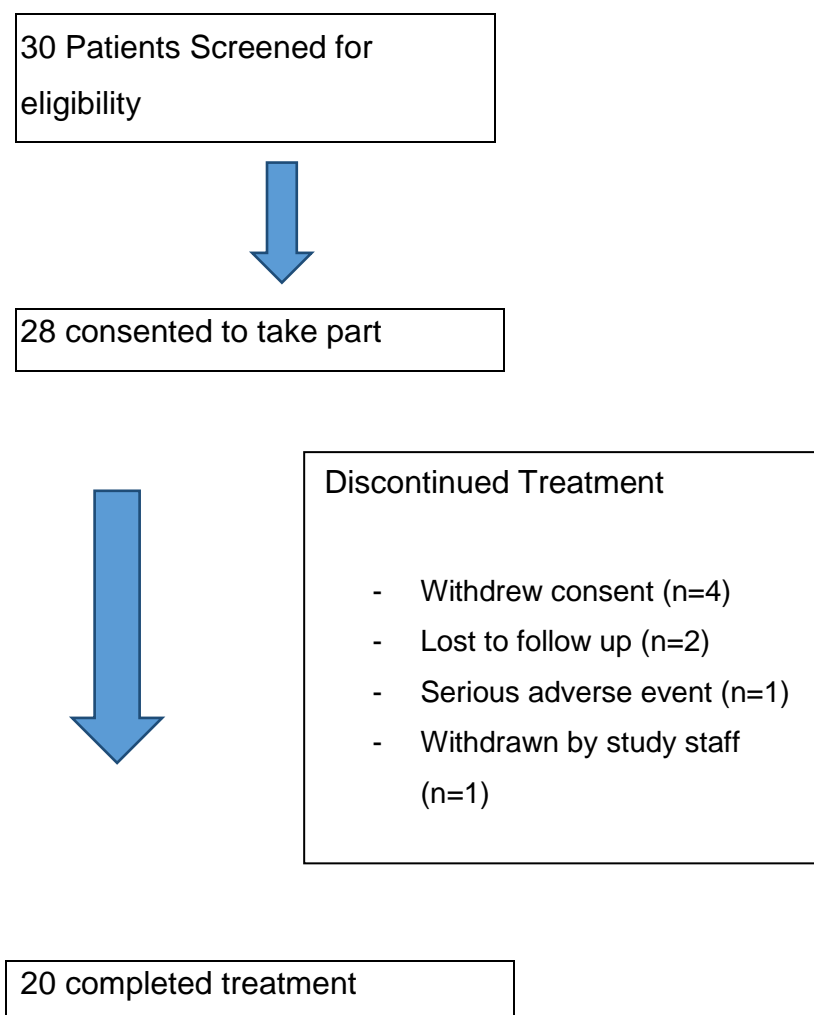 30 Patients Screened for
eligibility
28 consented to take part
Discontinued Treatment
- Withdrew consent (n=4)
- Lost to follow up (n=2)
- Serious adverse event (n=1)
- Withdrawn by study staff
(n=1)
20 completed treatment